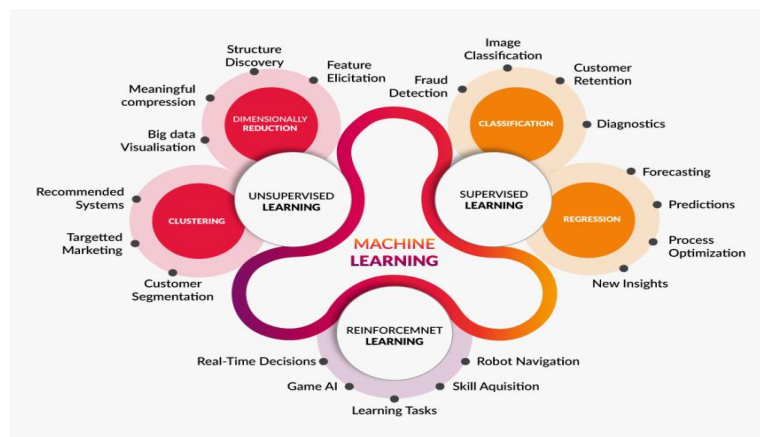 Structure
Discovery
Feature
Elicitation
Meaningful
compression
Big data
Visualisation
DIMENSIONALLY
REDUCTION
UNSUPERVISED
LEARNING
CLUSTERING
Recommended
Systems
Targetted
Marketing
Customer
Segmentation
Image
Classification
Customer
Retention
Fraud
Detection
Diagnostics
CLASSIFICATION
SUPERVISED
LEARNING
REGRESSION
Forecasting
Predictions
Process
Optimization
New Insights
MACHINE
LEARNING
REINFORCEMNET
LEARNING
Real-Time Decisions
Robot Navigation
Game AI
Skill Aquisition
Learning Tasks